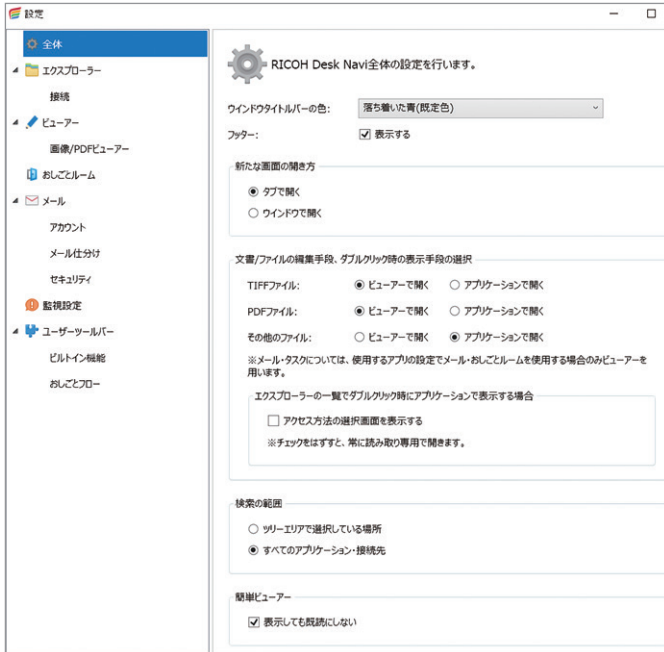 設定
全体
エクスプローラー
接続
ビューアー
画像/PDFビューアー
おしごとルーム
メール
アカウント
メール仕分け
セキュリティ
監視設定
ユーザーツールバー
ビルトイン機能
おしごとフロー
RICOH Desk Navi全体の設定を行います。
ウインドウタイトルバーの色: 落ち着いた青(既定色)
フッター: 表示する
新たな画面の開き方
タブで開く
ウインドウで開く
文書/ファイルの編集手段、ダブルクリック時の表示手段の選択
TIFFファイル: ビューアーで開く アプリケーションで開く
PDFファイル: ビューアーで開く アプリケーションで開く
その他のファイル: ビューアーで開く アプリケーションで開く
※メール・タスクについては、使用するアプリの設定でメール・おしごとルームを使用する場合のみビューアーを
用います。
エクスプローラーの一覧でダブルクリック時にアプリケーションで表示する場合
アクセス方法の選択画面を表示する
※チェックをはずすと、常に読み取り専用で開きます。
検索の範囲
ツリーエリアで選択している場所
すべてのアプリケーション・接続先
簡単ビューアー
表示しても既読にしない